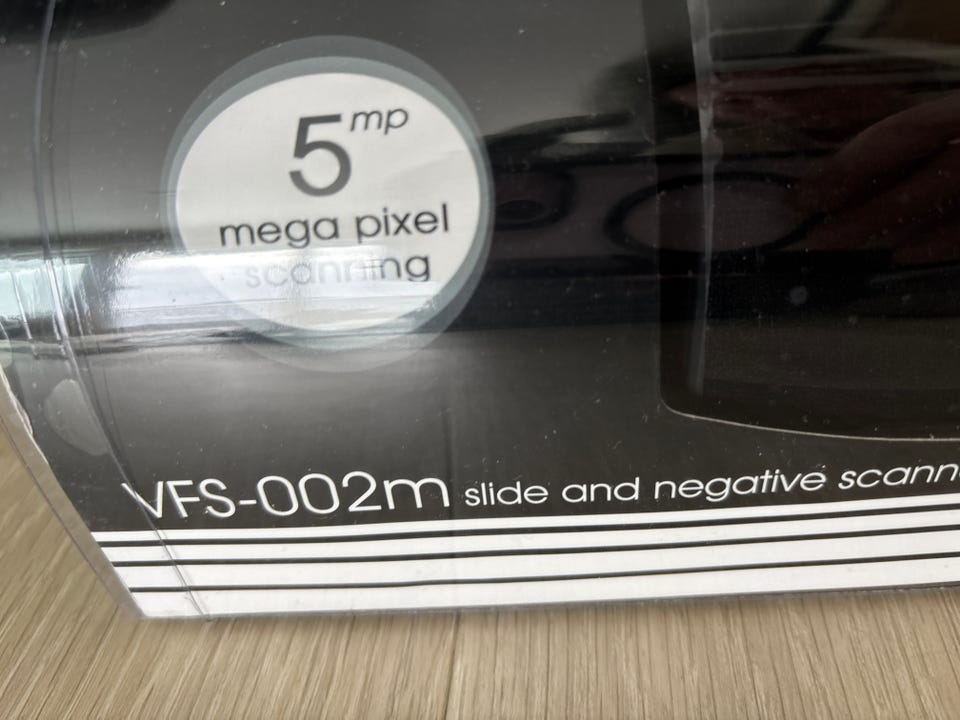 5mp
mega pixel
scanning
VFS-002m slide and negative scann